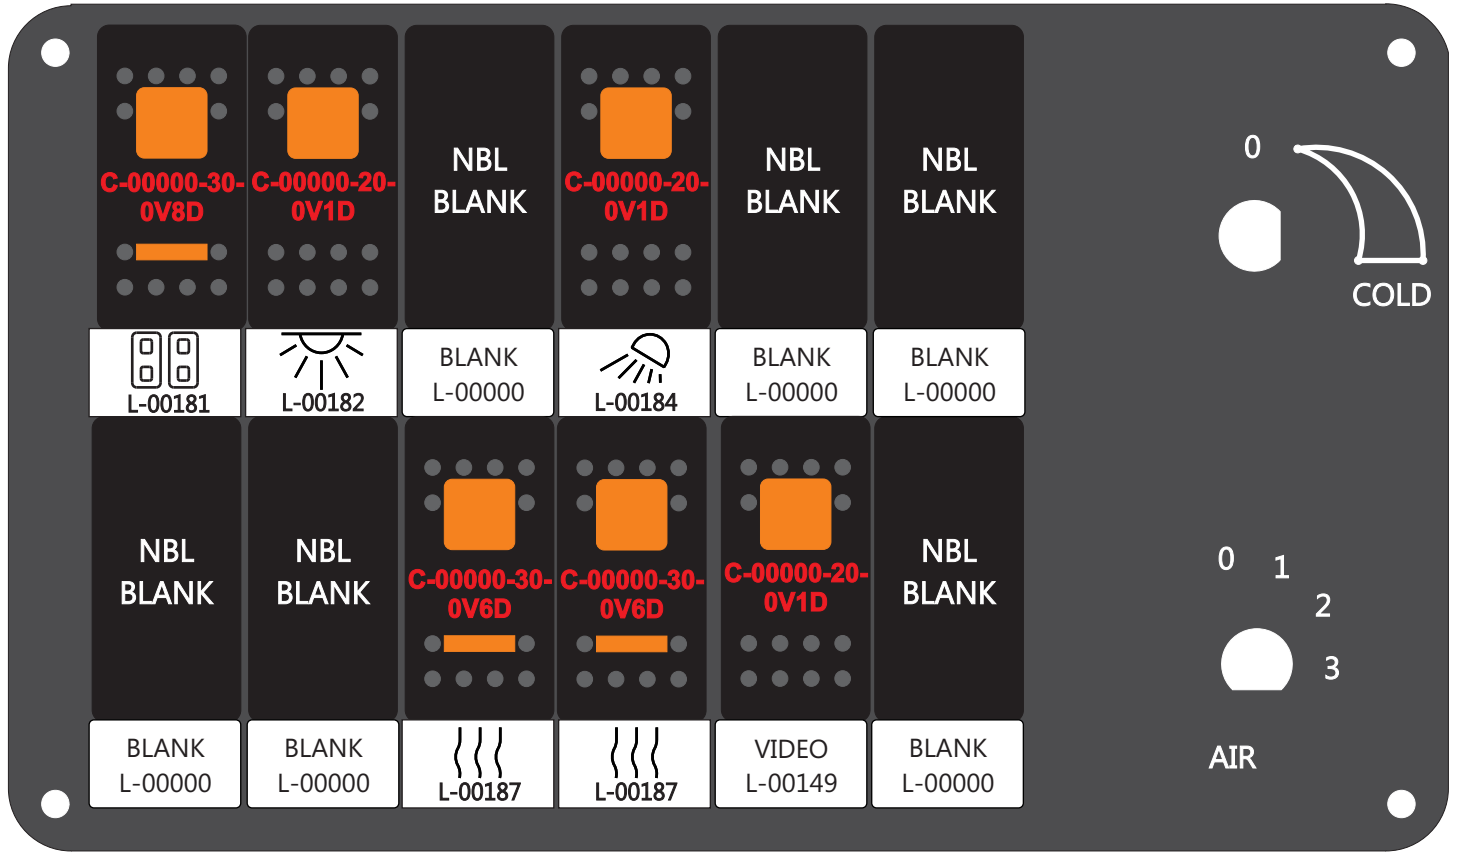 C-00000-30-
0V8D
C-00000-20-
0V1D
NBL
BLANK
C-00000-20-
0V1D
NBL
BLANK
NBL
BLANK
0
COLD
L-00181
L-00182
BLANK
L-00000
L-00184
BLANK
L-00000
BLANK
L-00000
NBL
BLANK
NBL
BLANK
C-00000-30-
0V6D
C-00000-30-
0V6D
C-00000-20-
0V1D
NBL
BLANK
0
1
2
3
AIR
BLANK
L-00000
BLANK
L-00000
L-00187
L-00187
VIDEO
L-00149
BLANK
L-00000